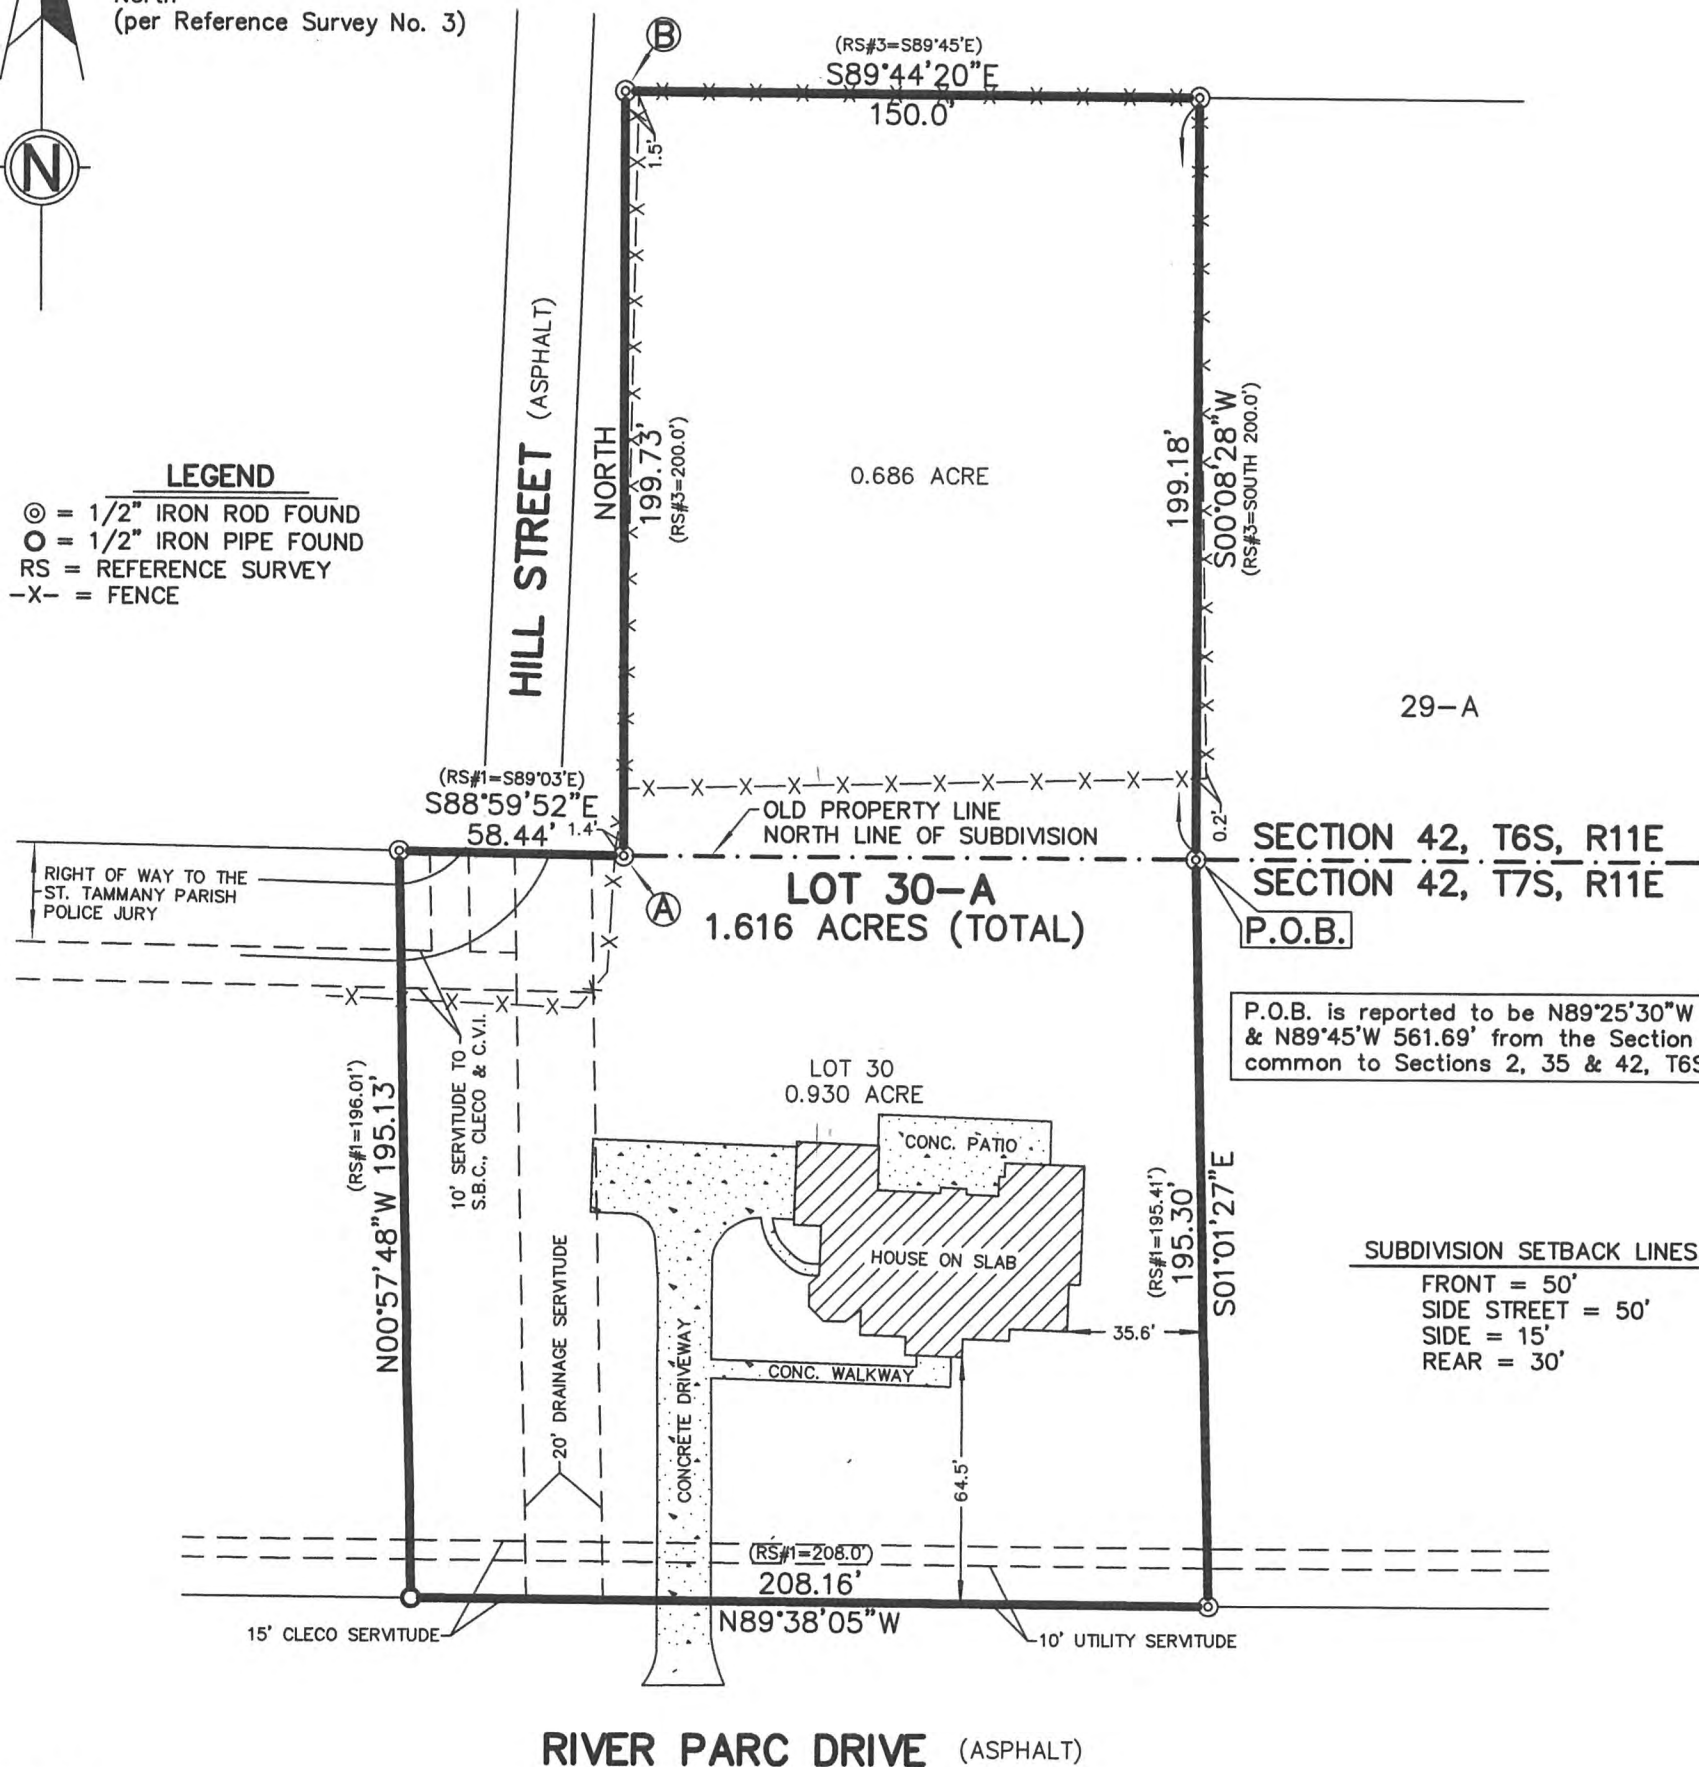 North
(per Reference Survey No. 3)
N
B
(RS#3=S89°45'E)
S89°44'20"E
150.0'
1.5'
HILL STREET (ASPHALT)
NORTH
199.73'
(RS#3=200.0')
0.686 ACRE
199.18'
S00°08'28"W
(RS#3=SOUTH 200.0')
LEGEND
= 1/2" IRON ROD FOUND
= 1/2" IRON PIPE FOUND
RS = REFERENCE SURVEY
-X- = FENCE
29-A
(RS#1=S89°03'E)
S88°59'52"E
58.44' 1.4'
OLD PROPERTY LINE
NORTH LINE OF SUBDIVISION
0.2'
SECTION 42, T6S, R11E
SECTION 42, T7S, R11E
RIGHT OF WAY TO THE
ST. TAMMANY PARISH
POLICE JURY
A
LOT 30-A
1.616 ACRES (TOTAL)
P.O.B.
P.O.B. is reported to be N89°25'30"W
& N89°45'W 561.69' from the Section
common to Sections 2, 35 & 42, T6S
(RS#1=196.01')
N00°57'48"W 195.13'
10' SERVITUDE TO
S.B.C., CLECO & C.V.I.
LOT 30
0.930 ACRE
CONC. PATIO
HOUSE ON SLAB
(RS#1=195.41')
195.30'
S01°01'27"E
35.6'
SUBDIVISION SETBACK LINES
FRONT = 50'
SIDE STREET = 50'
SIDE = 15'
REAR = 30'
20' DRAINAGE SERVITUDE
CONCRETE DRIVEWAY
CONC. WALKWAY
64.5'
(RS#1=208.0')
208.16'
N89°38'05"W
15' CLECO SERVITUDE
10' UTILITY SERVITUDE
RIVER PARC DRIVE (ASPHALT)